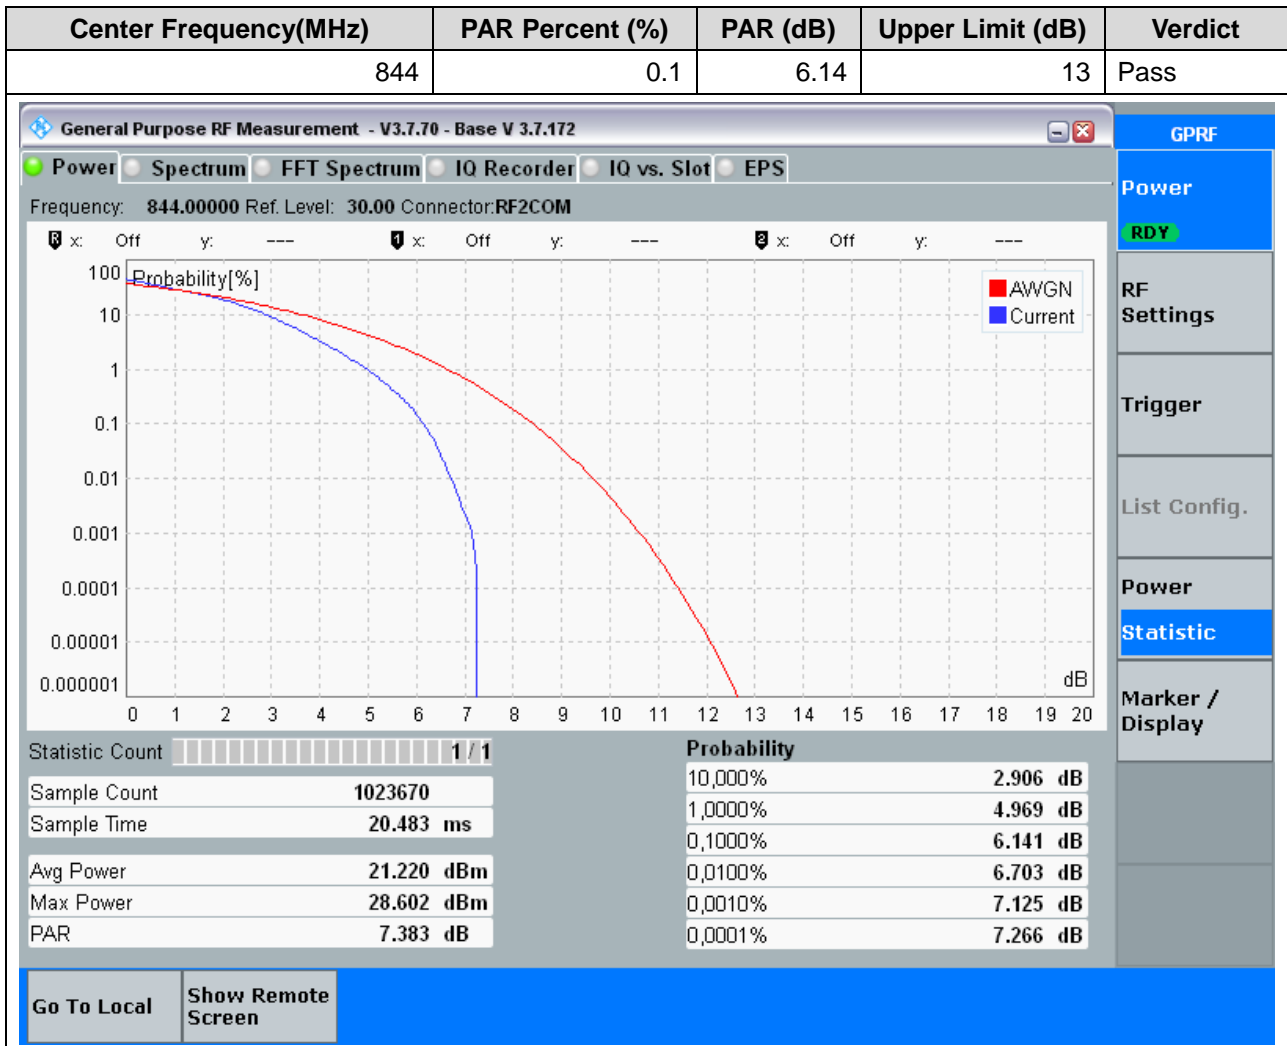 Center Frequency(MHz) PAR Percent (%) PAR (dB) Upper Limit (dB) Verdict
844 0.1 6.14 13 Pass
General Purpose RF Measurement - V3.7.70 - Base V 3.7.172
GPRF
Power Spectrum FFT Spectrum IQ Recorder IQ vs. Slot EPS
Frequency: 844.00000 Ref. Level: 30.00 Connector:RF2COM
R x: Off y: --- 1 x: Off y: --- 2 x: Off y: ---
Probability[%]
AWGN
Current
100
10
1
0.1
0.01
0.001
0.0001
0.00001
0.000001
dB
0 1 2 3 4 5 6 7 8 9 10 11 12 13 14 15 16 17 18 19 20
Statistic Count 1 / 1
Sample Count 1023670
Sample Time 20.483 ms
Avg Power 21.220 dBm
Max Power 28.602 dBm
PAR 7.383 dB
Probability
10,000% 2.906 dB
1,0000% 4.969 dB
0,1000% 6.141 dB
0,0100% 6.703 dB
0,0010% 7.125 dB
0,0001% 7.266 dB
Power
RDY
RF
Settings
Trigger
List Config.
Power
Statistic
Marker /
Display
Go To Local
Show Remote
Screen